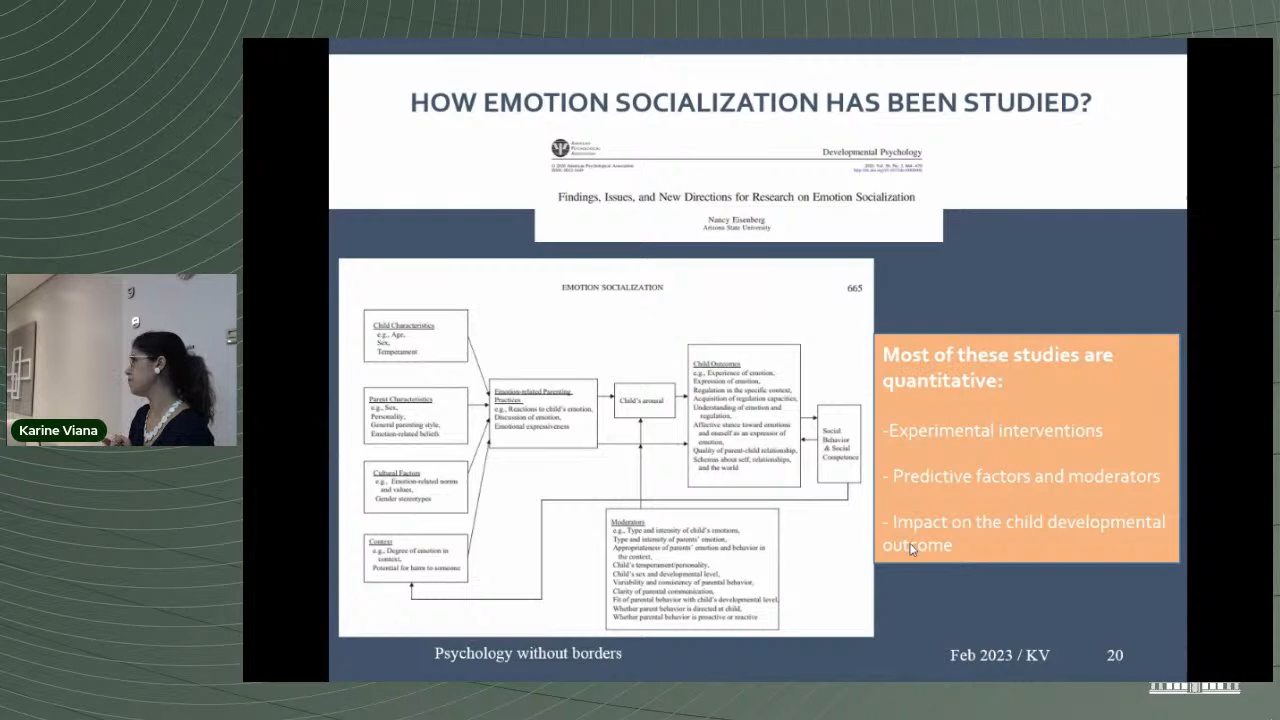 HOW EMOTION SOCIALIZATION HAS BEEN STUDIED?
Developmental Psychology
Findings, Issues, and New Directions for Research on Emotion Socialization
Nancy Eisenberg
Arizona State University
EMOTION SOCIALIZATION
665
Child Characteristics
e.g., Age,
Sex,
Temperament
Parent Characteristics
e.g., Sex,
Personality,
General parenting style,
Emotion-related beliefs
Cultural Factors
e.g., Emotion-related norms
and values,
Gender stereotypes
Context
e.g., Degree of emotion in
context,
Potential for harm to someone
Emotion-related Parenting
Practices
e.g., Reactions to child's emotion,
Discussion of emotion,
Emotional expressiveness
Child's arousal
Child Outcomes
e.g., Experience of emotion,
Expression of emotion,
Regulation in the specific context,
Acquisition of regulation capacities,
Understanding of emotion and
regulation,
Affective stance toward emotions
and oneself as an expressor of
emotion,
Quality of parent-child relationship,
Schemas about self, relationships,
and the world
Social
Behavior
& Social
Competence
Moderators
e.g., Type and intensity of child's emotions,
Type and intensity of parents' emotion,
Appropriateness of parents' emotion and behavior in
the context,
Child's temperament/personality,
Child's sex and developmental level,
Variability and consistency of parental behavior,
Clarity of parental communication,
Fit of parental behavior with child's developmental level,
Whether parent behavior is directed at child,
Whether parental behavior is proactive or reactive
Most of these studies are
quantitative:
-Experimental interventions
- Predictive factors and moderators
- Impact on the child developmental
outcome
Karine Viana
Psychology without borders
Feb 2023 / KV
20